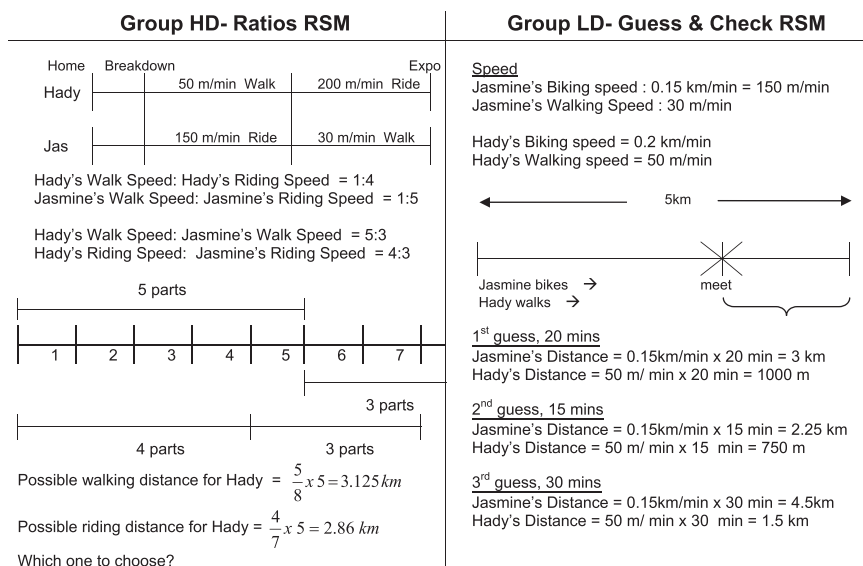 Group HD- Ratios RSM
Home Breakdown Expo
Hady 50 m/min Walk 200 m/min Ride
Jas 150 m/min Ride 30 m/min Walk
Hady's Walk Speed: Hady's Riding Speed = 1:4
Jasmine's Walk Speed: Jasmine's Riding Speed = 1:5
Hady's Walk Speed: Jasmine's Walk Speed = 5:3
Hady's Riding Speed: Jasmine's Riding Speed = 4:3
5 parts
1 2 3 4 5 6 7
3 parts
4 parts 3 parts
Possible walking distance for Hady = 5/8 x 5 = 3.125 km
Possible riding distance for Hady = 4/7 x 5 = 2.86 km
Which one to choose?
Group LD- Guess & Check RSM
Speed
Jasmine's Biking speed : 0.15 km/min = 150 m/min
Jasmine's Walking Speed : 30 m/min
Hady's Biking speed = 0.2 km/min
Hady's Walking speed = 50 m/min
5km
Jasmine bikes → meet
Hady walks →
1st guess, 20 mins
Jasmine's Distance = 0.15km/min x 20 min = 3 km
Hady's Distance = 50 m/ min x 20 min = 1000 m
2nd guess, 15 mins
Jasmine's Distance = 0.15km/min x 15 min = 2.25 km
Hady's Distance = 50 m/ min x 15 min = 750 m
3rd guess, 30 mins
Jasmine's Distance = 0.15km/min x 30 min = 4.5km
Hady's Distance = 50 m/ min x 30 min = 1.5 km